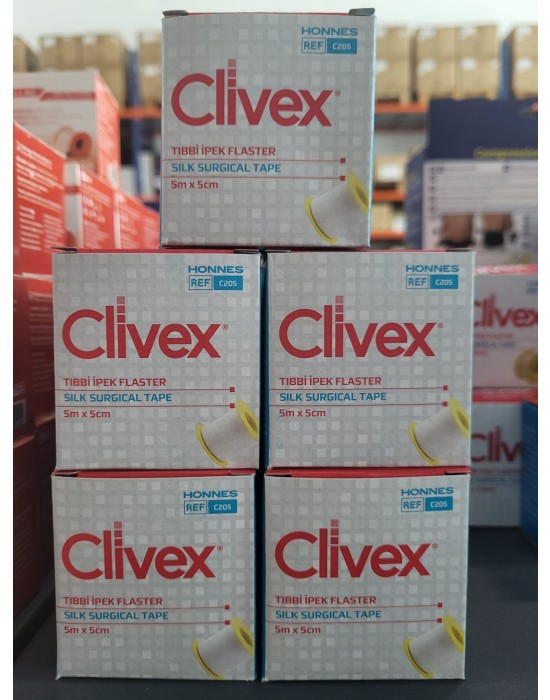 HONNES
REF C205
Clivex®
TIBBİ İPEK FLASTER
SILK SURGICAL TAPE
5m x 5cm
HONNES
REF C205
Clivex®
TIBBİ İPEK FLASTER
SILK SURGICAL TAPE
5m x 5cm
HONNES
REF C205
Clivex®
TIBBİ İPEK FLASTER
SILK SURGICAL TAPE
5m x 5cm
HONNES
REF C205
Clivex®
TIBBİ İPEK FLASTER
SILK SURGICAL TAPE
5m x 5cm
HONNES
REF C205
Clivex®
TIBBİ İPEK FLASTER
SILK SURGICAL TAPE
5m x 5cm